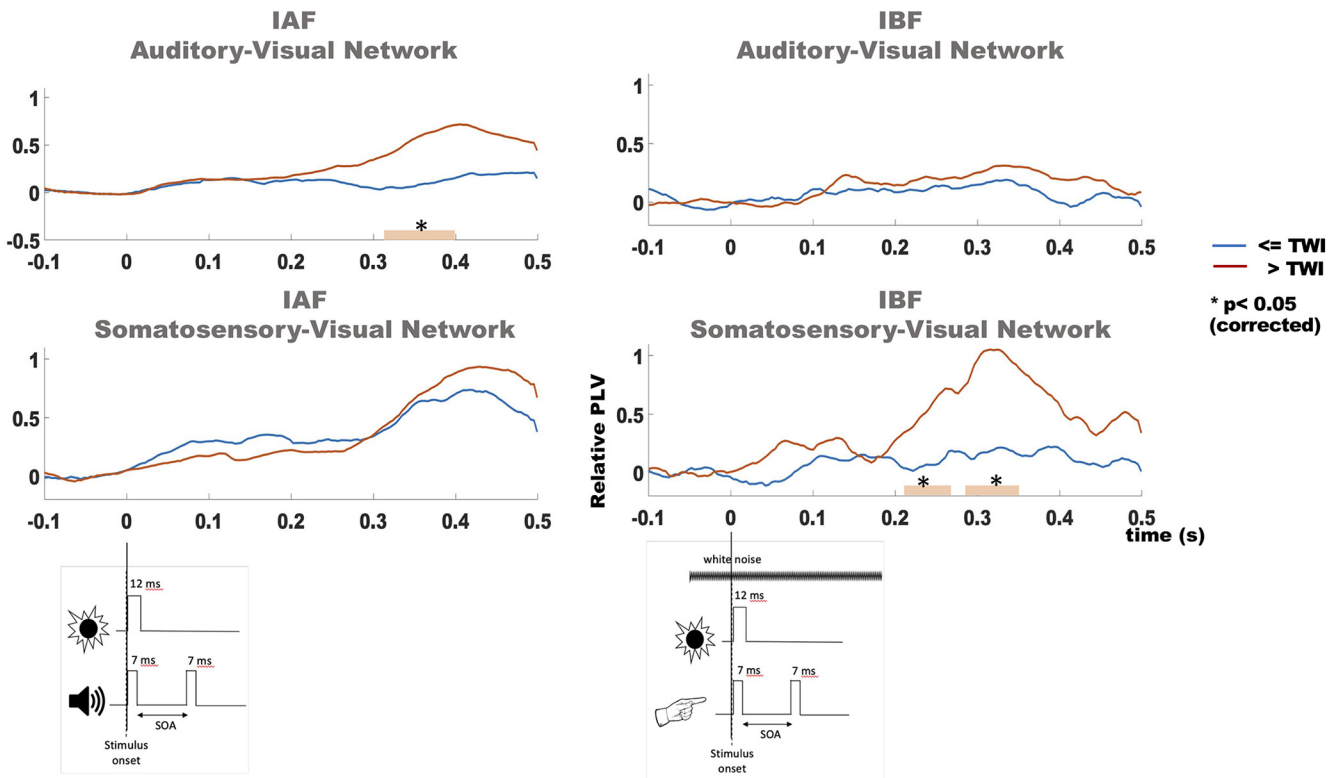 IAF
Auditory-Visual Network
1
0.5
0
-0.5
*
-0.1 0 0.1 0.2 0.3 0.4 0.5
IBF
Auditory-Visual Network
1
0.5
0
-0.1 0 0.1 0.2 0.3 0.4 0.5
<= TWI
> TWI
* p< 0.05
(corrected)
IAF
Somatosensory-Visual Network
1
0.5
0
-0.1 0 0.1 0.2 0.3 0.4 0.5
IBF
Somatosensory-Visual Network
Relative PLV
1
0.5
0
* *
-0.1 0 0.1 0.2 0.3 0.4 0.5
time (s)
12 ms
7 ms 7 ms
SOA
Stimulus
onset
white noise
12 ms
7 ms 7 ms
SOA
Stimulus
onset